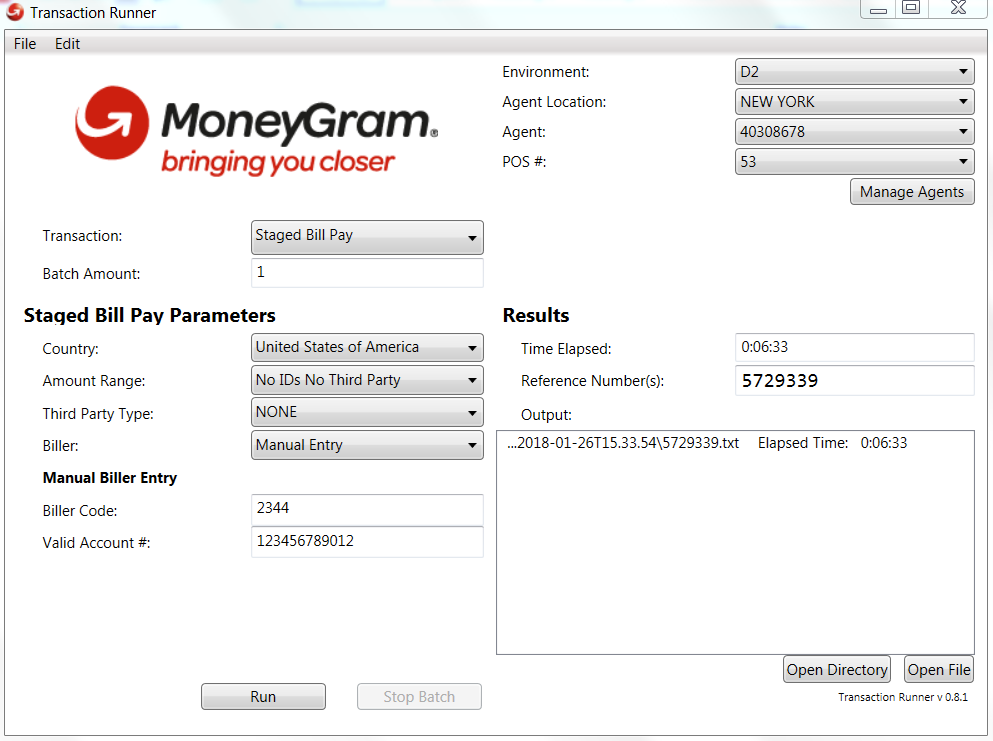 Transaction Runner
File Edit
MoneyGram®
bringing you closer
Environment: D2
Agent Location: NEW YORK
Agent: 40308678
POS #: 53
Manage Agents
Transaction: Staged Bill Pay
Batch Amount: 1
Staged Bill Pay Parameters
Country: United States of America
Amount Range: No IDs No Third Party
Third Party Type: NONE
Biller: Manual Entry
Manual Biller Entry
Biller Code: 2344
Valid Account #: 123456789012
Run Stop Batch
Results
Time Elapsed: 0:06:33
Reference Number(s): 5729339
Output:
...2018-01-26T15.33.54\5729339.txt Elapsed Time: 0:06:33
Open Directory Open File
Transaction Runner v 0.8.1